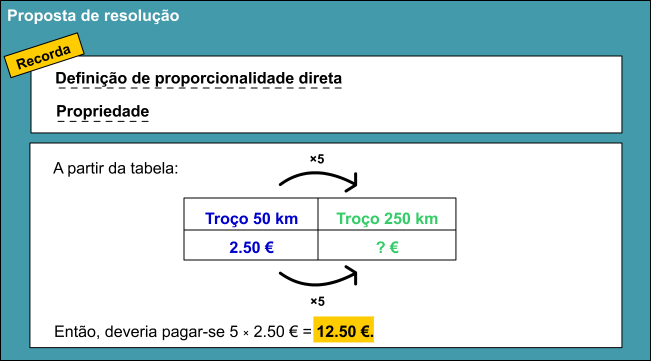 Proposta de resolução
Recorda
Definição de proporcionalidade direta
Propriedade
A partir da tabela:
×5
Troço 50 km Troço 250 km
2.50 € ? €
×5
Então, deveria pagar-se 5 × 2.50 € = 12.50 €.